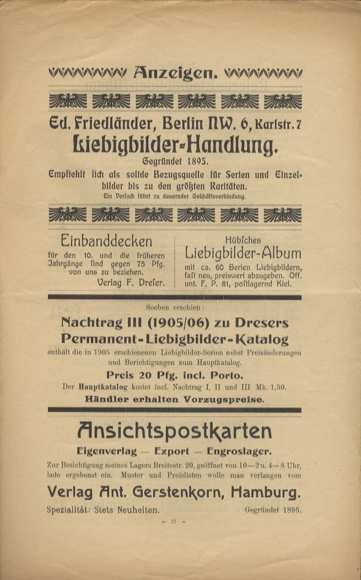 Anzeigen.
Ed. Friedländer, Berlin NW. 6, Karlstr. 7
Liebigbilder-Handlung.
Gegründet 1895.
Empfiehlt sich als solide Bezugsquelle für Serien und Einzel-
bilder bis zu den größten Raritäten.
Ein Versuch führt zu dauernder Geschäftsverbindung.
Einbanddecken
für den 10. und die früheren
Jahrgänge sind gegen 75 Pfg.
von uns zu beziehen.
Verlag F. Dreser.
Hübsches
Liebigbilder-Album
mit ca. 60 Serien Liebigbildern,
fast neu, preiswert abzugeben. Off.
unt. F. P. 81, postlagernd Kiel.
Soeben erschien:
Nachtrag III (1905/06) zu Dresers
Permanent-Liebigbilder-Katalog
enthält die in 1905 erschienenen Liebigbilder-Serien nebst Preisänderungen
und Berichtigungen zum Hauptkatalog.
Preis 20 Pfg. incl. Porto.
Der Hauptkatalog kostet incl. Nachtrag I, II und III Mk. 1.50.
Händler erhalten Vorzugspreise.
Ansichtspostkarten
Eigenverlag — Export — Engroslager.
Zur Besichtigung meines Lagers Breitestr. 20, geöffnet von 10—2 u. 4—8 Uhr,
lade ergebenst ein. Muster und Preislisten wolle man verlangen vom
Verlag Ant. Gerstenkorn, Hamburg.
Spezialität: Stets Neuheiten.
Gegründet 1895.